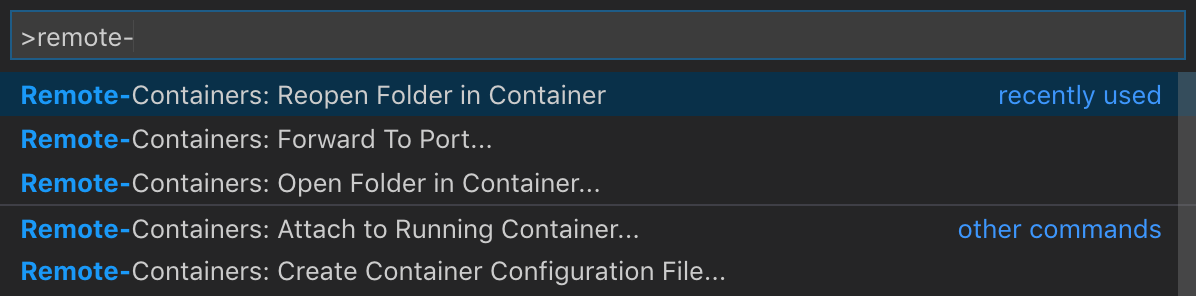 >remote-
Remote-Containers: Reopen Folder in Container recently used
Remote-Containers: Forward To Port...
Remote-Containers: Open Folder in Container...
Remote-Containers: Attach to Running Container... other commands
Remote-Containers: Create Container Configuration File...